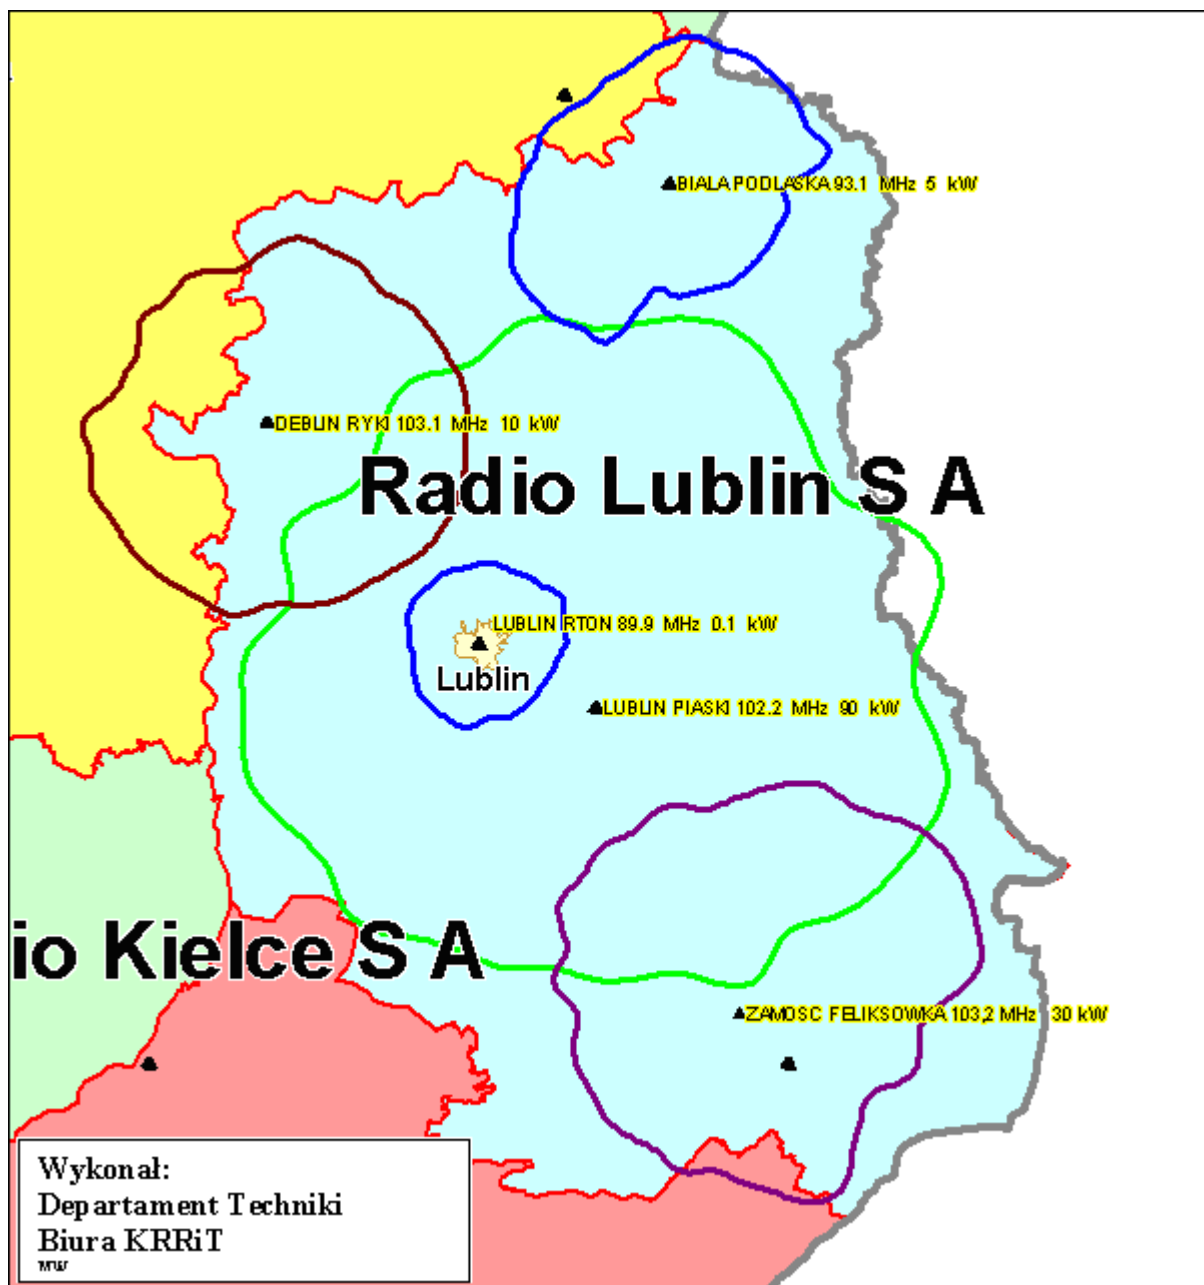 BIALA PODLASKA 93.1 MHz 5 kW
DEBLIN RYKI 103.1 MHz 10 kW
Radio Lublin S A
LUBLIN RTON 89.9 MHz 0.1 kW
Lublin
LUBLIN PIASKI 102.2 MHz 90 kW
io Kielce S A
ZAMOSC FELIKSOWKA 103,2 MHz 30 kW
Wykonał:
Departament Techniki
Biura KRRiT
MW